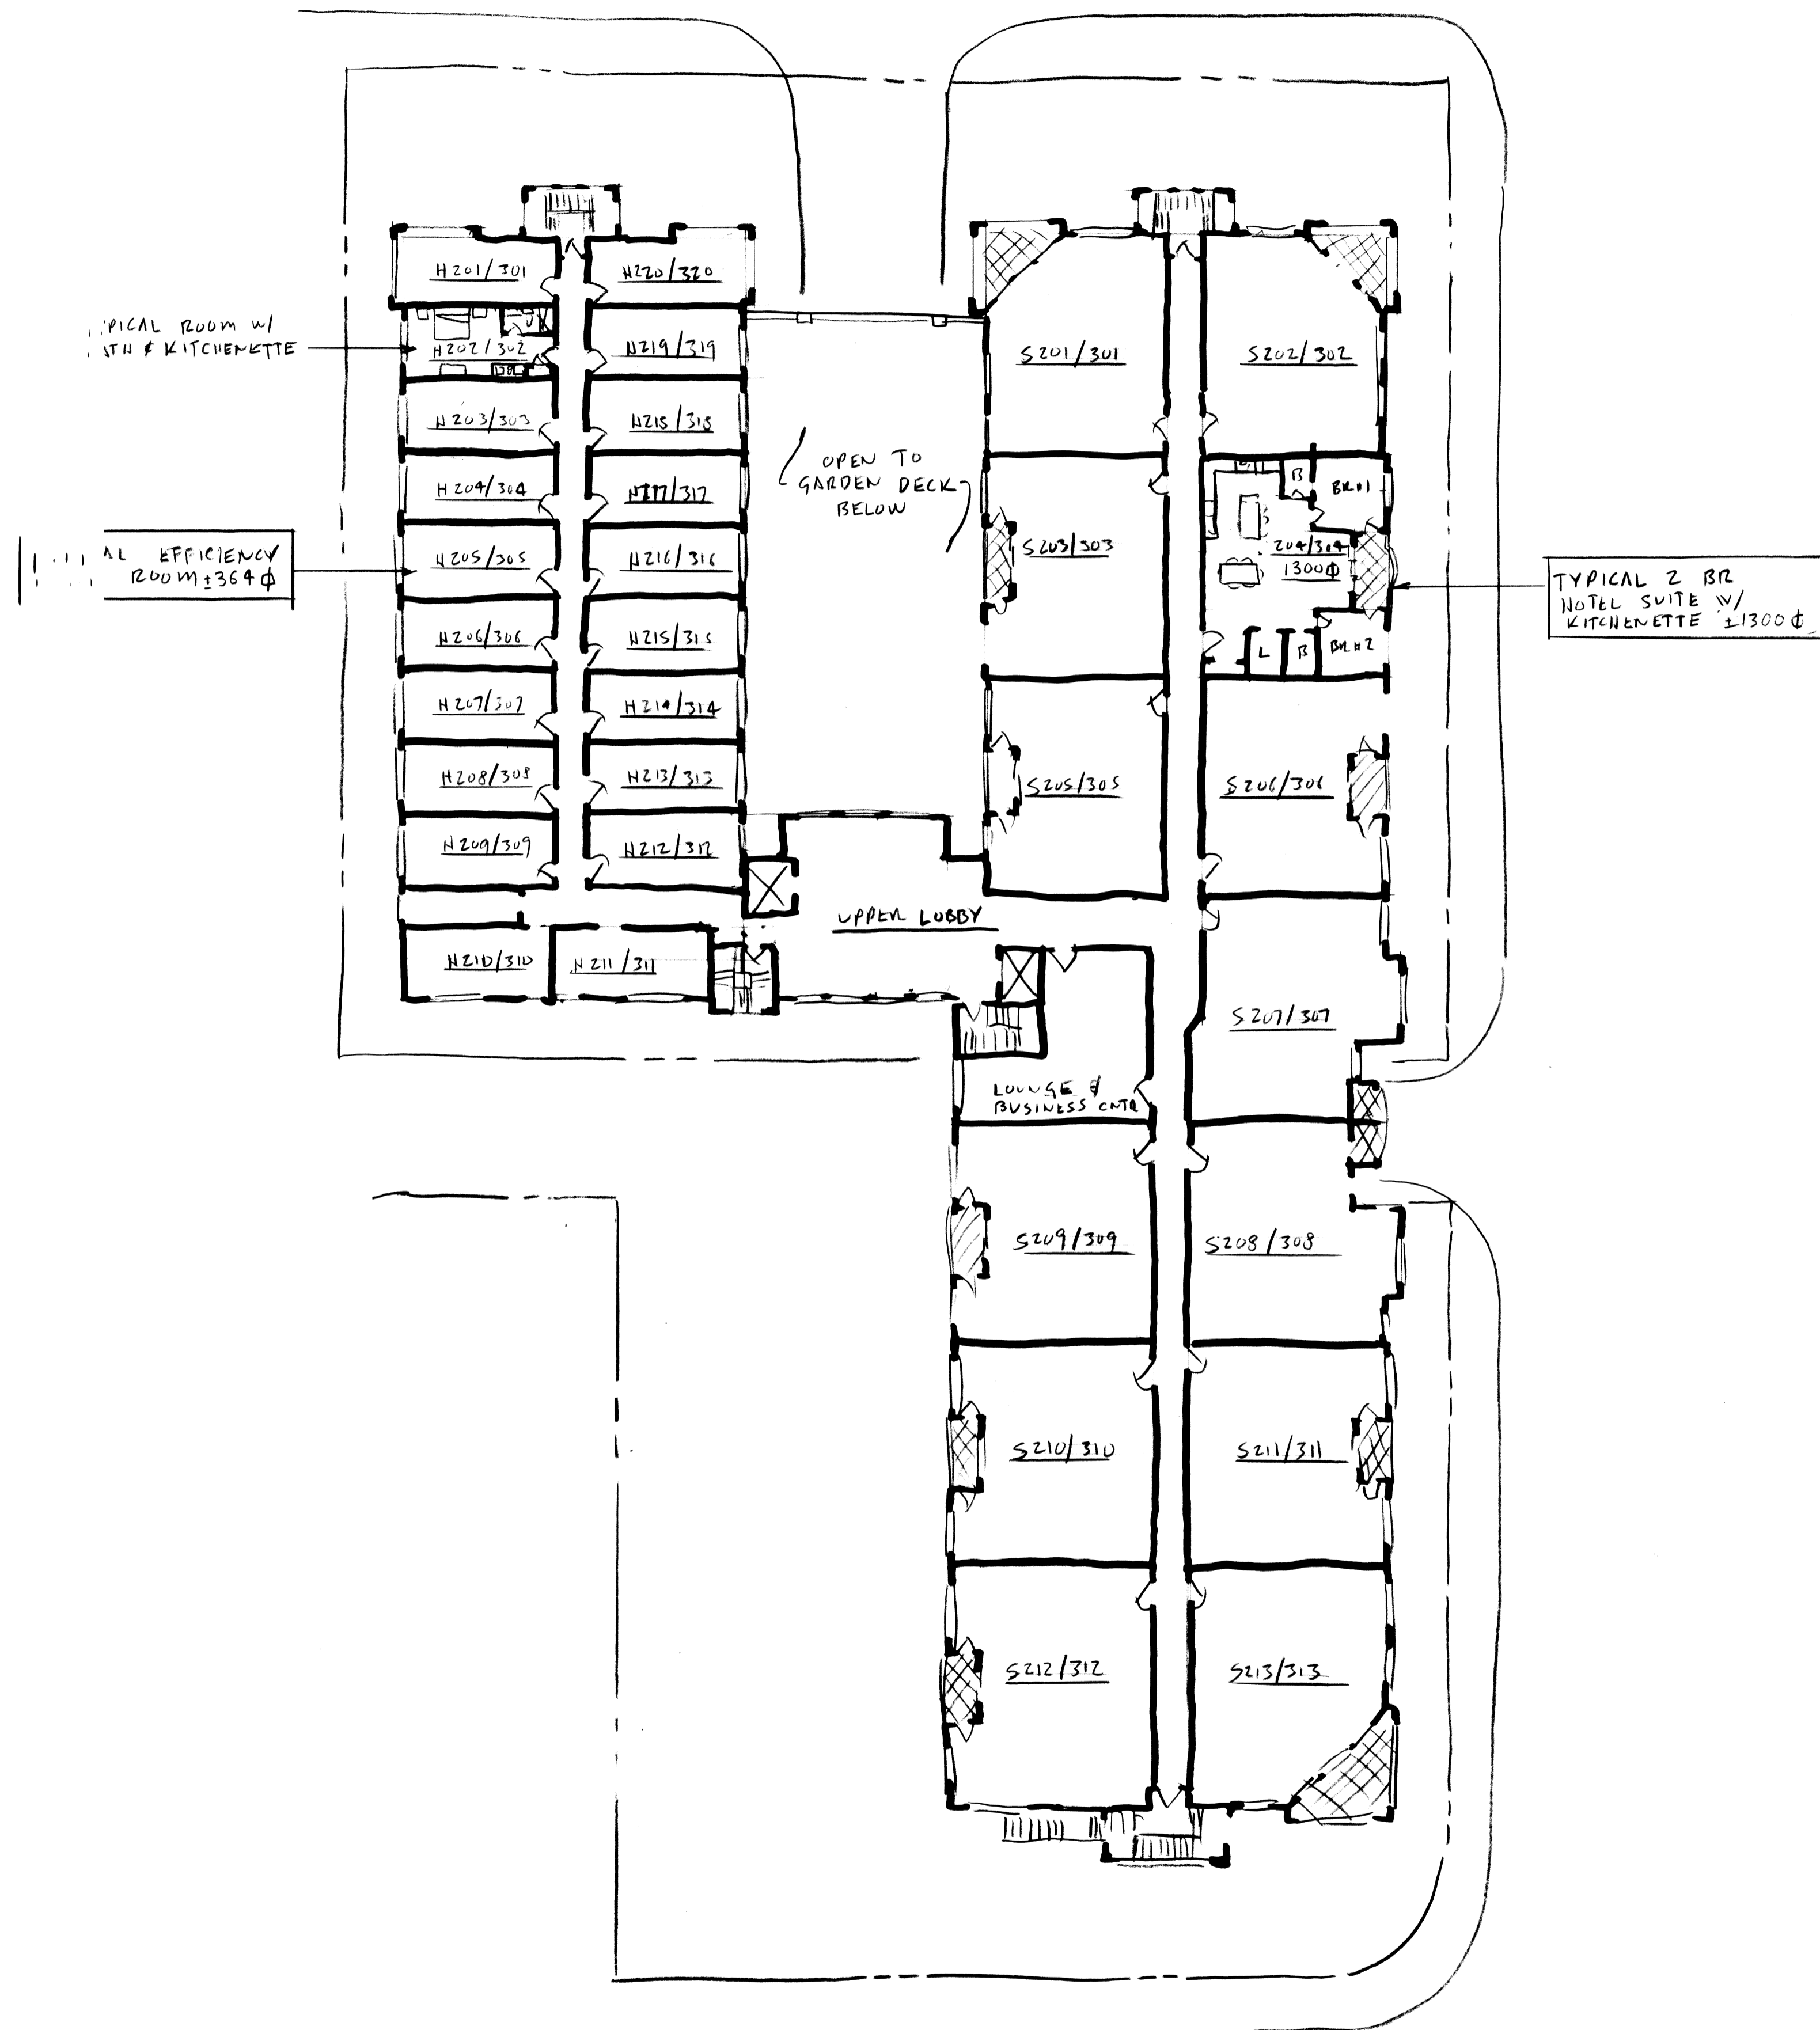 H201/301
H220/320
ROOM W/
& KITCHENETTE
H202/302
H219/319
S201/301
S202/302
H203/303
H218/318
OPEN TO
GARDEN DECK
BELOW
H204/304
H217/317
B
BR#1
EFFICIENCY
ROOM ±364 ⌀
H205/305
H216/316
S203/303
204/304
1300⌀
TYPICAL 2 BR
HOTEL SUITE W/
KITCHENETTE ±1300⌀
H206/306
H215/315
L
B
BR#2
H207/307
H214/314
H208/308
H213/313
S205/305
S206/306
H209/309
H212/312
UPPER LOBBY
H210/310
H211/311
S207/307
LOUNGE &
BUSINESS CNTR
S209/309
S208/308
S210/310
S211/311
S212/312
S213/313